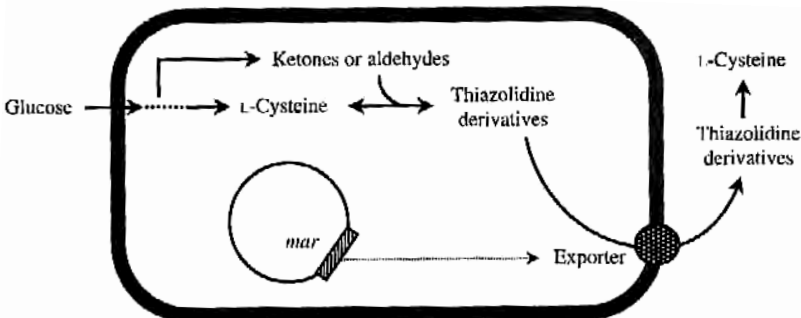 Ketones or aldehydes
L-Cysteine
Glucose
L-Cysteine
Thiazolidine
derivatives
Thiazolidine
derivatives
mar
Exporter